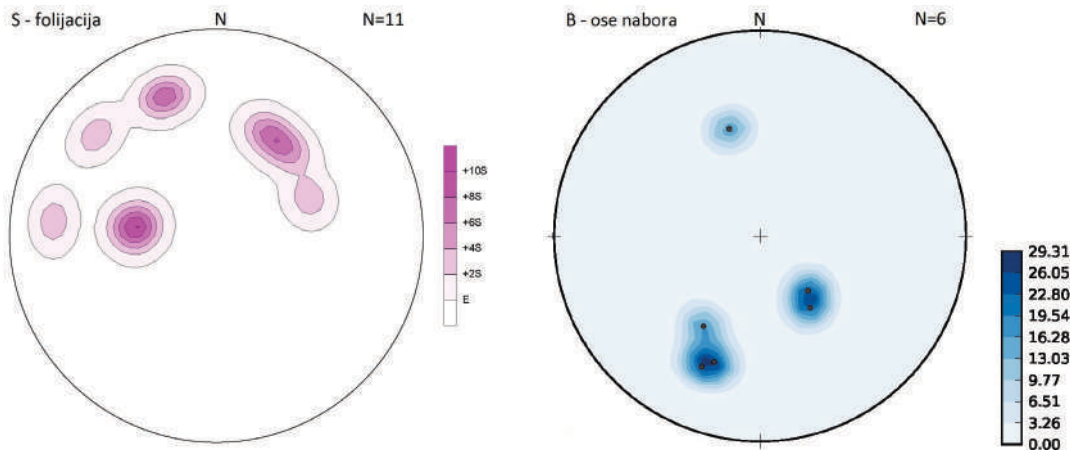 S - folijacija N N=11
+10S
+8S
+6S
+4S
+2S
E
B - ose nabora N N=6
29.31
26.05
22.80
19.54
16.28
13.03
9.77
6.51
3.26
0.00